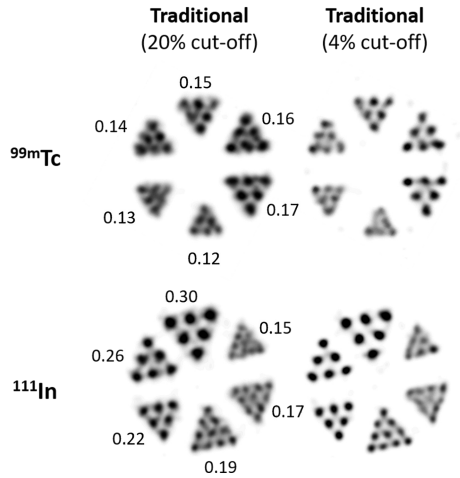 Traditional
(20% cut-off)
Traditional
(4% cut-off)
99mTc
0.15
0.14
0.16
0.13
0.17
0.12
111In
0.30
0.15
0.26
0.17
0.22
0.19